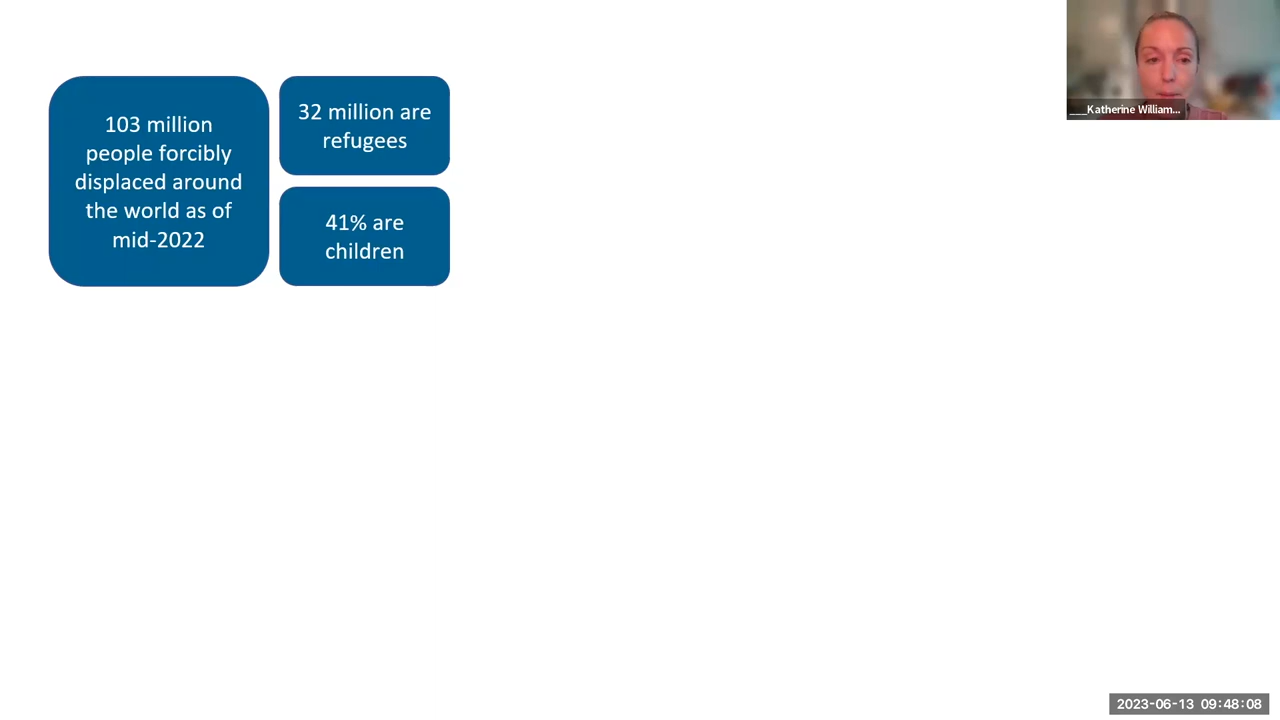 103 million
people forcibly
displaced around
the world as of
mid-2022
32 million are
refugees
41% are
children
___Katherine William...
2023-06-13 09:48:08